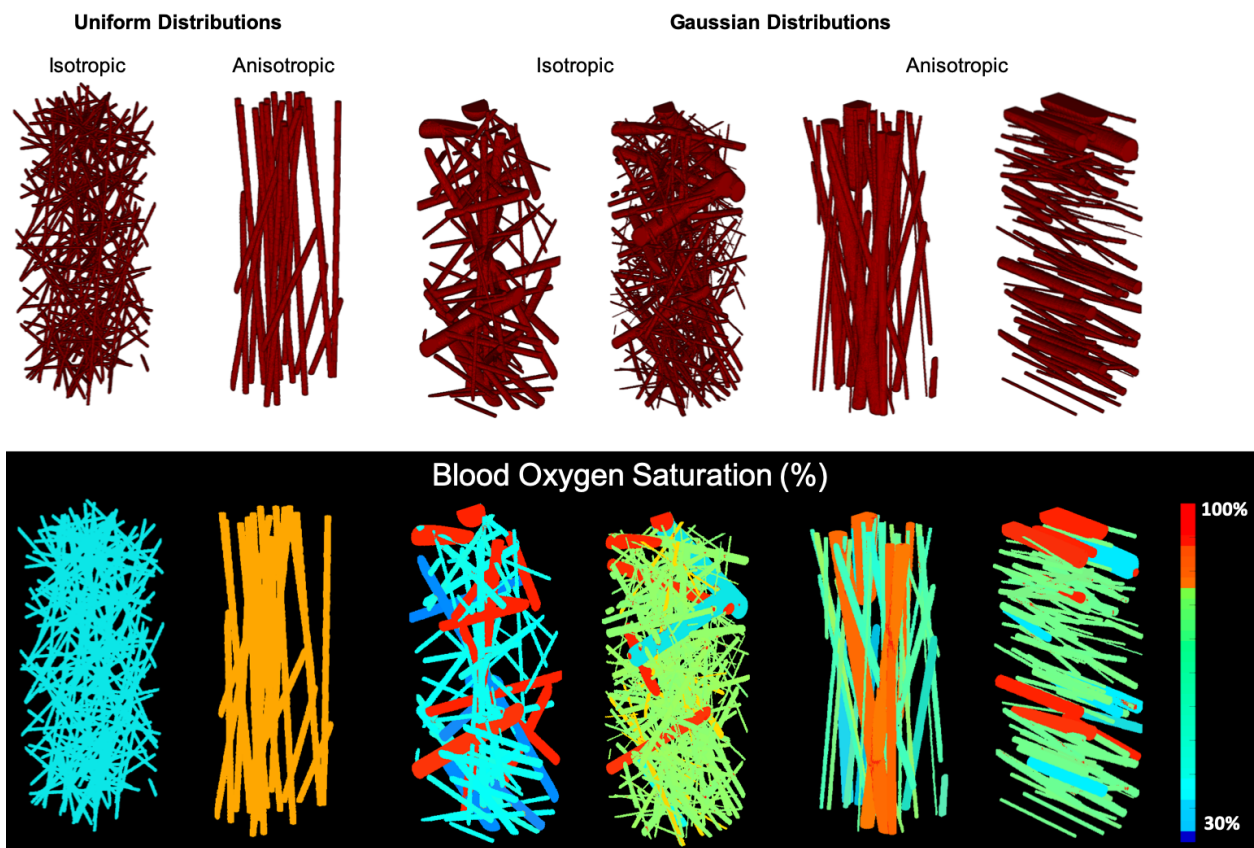 Uniform Distributions
Gaussian Distributions
Isotropic
Anisotropic
Isotropic
Anisotropic
Blood Oxygen Saturation (%)
100%
30%